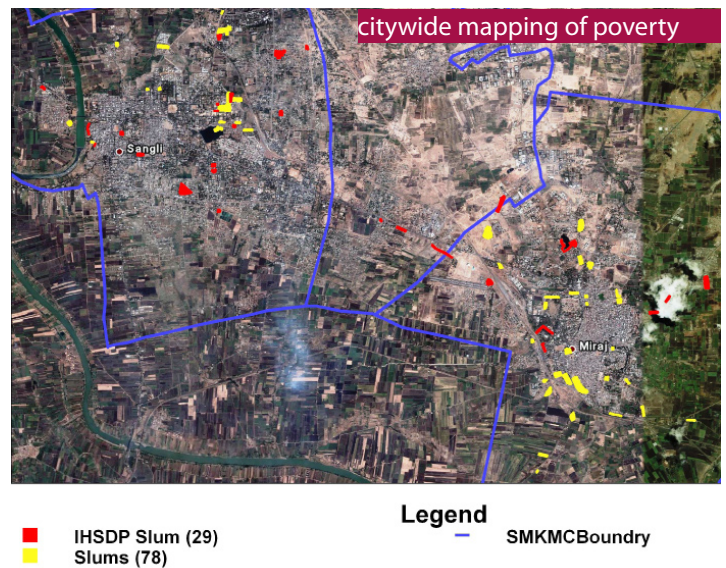 citywide mapping of poverty
Sangli
Miraj
Legend
IHSDP Slum (29)
SMKMCBoundry
Slums (78)